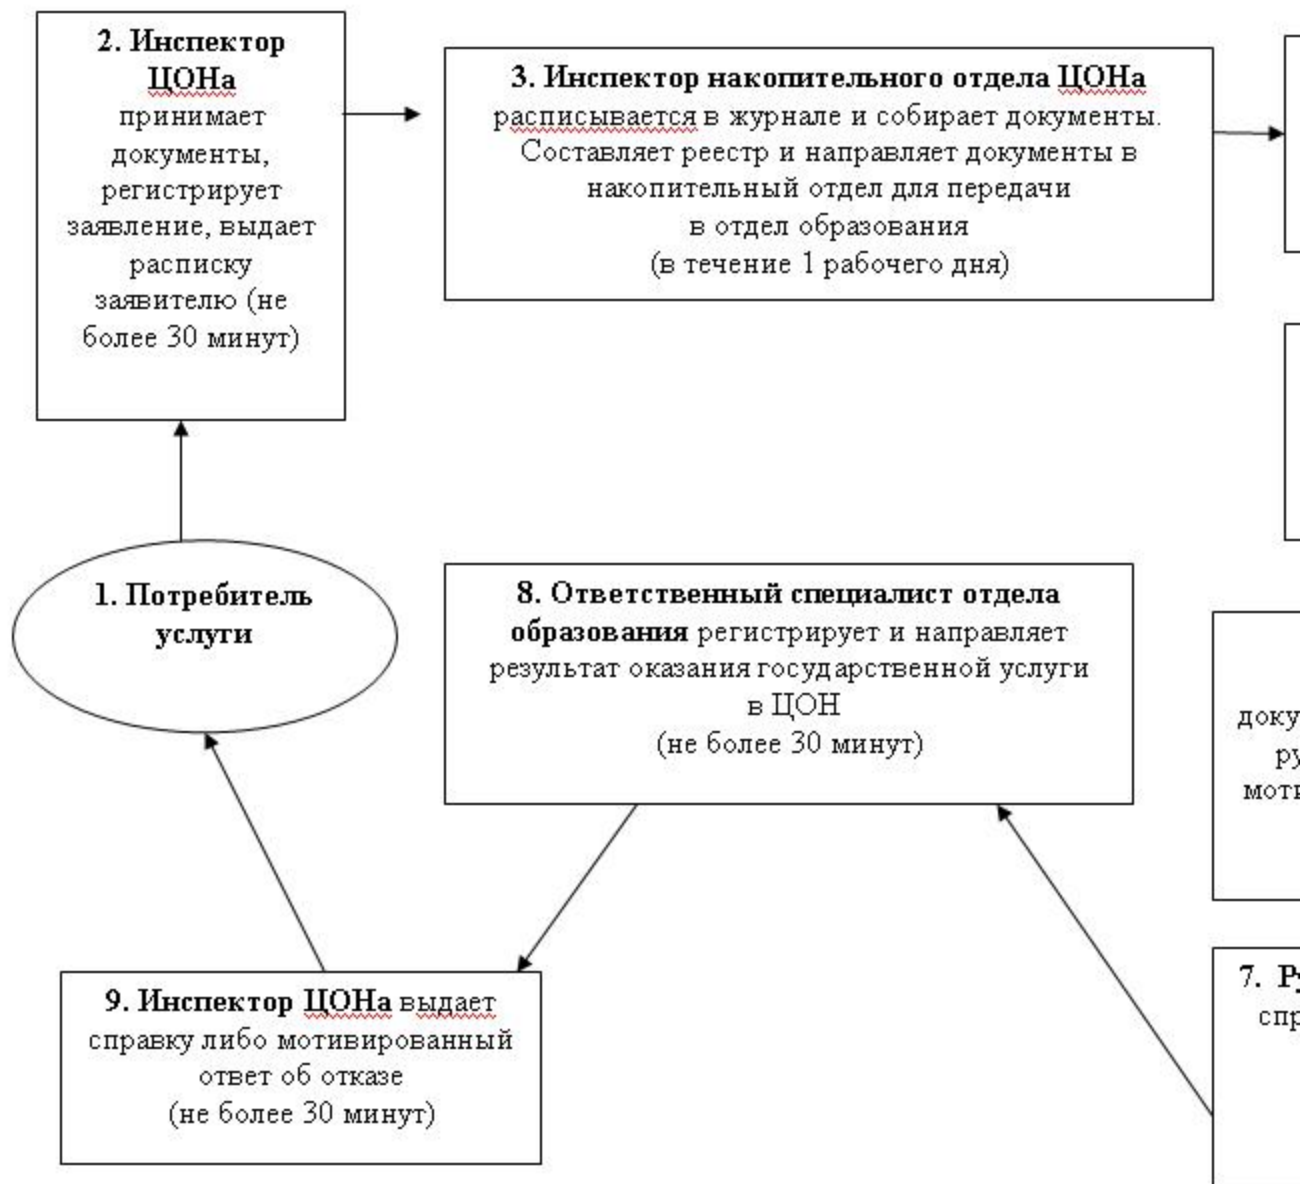 2. Инспектор
ЦОНа
принимает
документы,
регистрирует
заявление, выдает
расписку
заявителю (не
более 30 минут)
3. Инспектор накопительного отдела ЦОНа
расписывается в журнале и собирает документы.
Составляет реестр и направляет документы в
накопительный отдел для передачи
в отдел образования
(в течение 1 рабочего дня)
1. Потребитель
услуги
8. Ответственный специалист отдела
образования регистрирует и направляет
результат оказания государственной услуги
в ЦОН
(не более 30 минут)
9. Инспектор ЦОНа выдает
справку либо мотивированный
ответ об отказе
(не более 30 минут)
7.